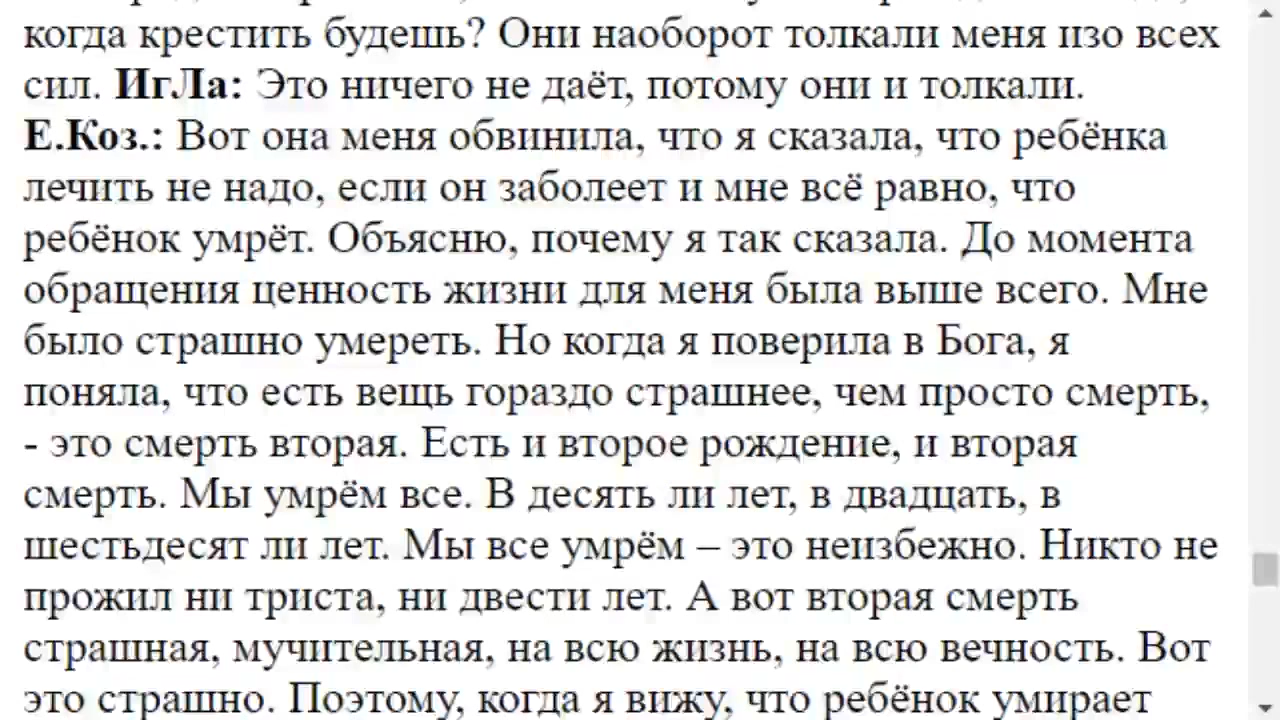 когда крестить будешь? Они наоборот толкали меня изо всех
сил. ИгЛа: Это ничего не даёт, потому они и толкали.
Е.Коз.: Вот она меня обвинила, что я сказала, что ребёнка
лечить не надо, если он заболеет и мне всё равно, что
ребёнок умрёт. Объясню, почему я так сказала. До момента
обращения ценность жизни для меня была выше всего. Мне
было страшно умереть. Но когда я поверила в Бога, я
поняла, что есть вещь гораздо страшнее, чем просто смерть,
- это смерть вторая. Есть и второе рождение, и вторая
смерть. Мы умрём все. В десять ли лет, в двадцать, в
шестьдесят ли лет. Мы все умрём – это неизбежно. Никто не
прожил ни триста, ни двести лет. А вот вторая смерть
страшная, мучительная, на всю жизнь, на всю вечность. Вот
это страшно. Поэтому, когда я вижу, что ребёнок умирает